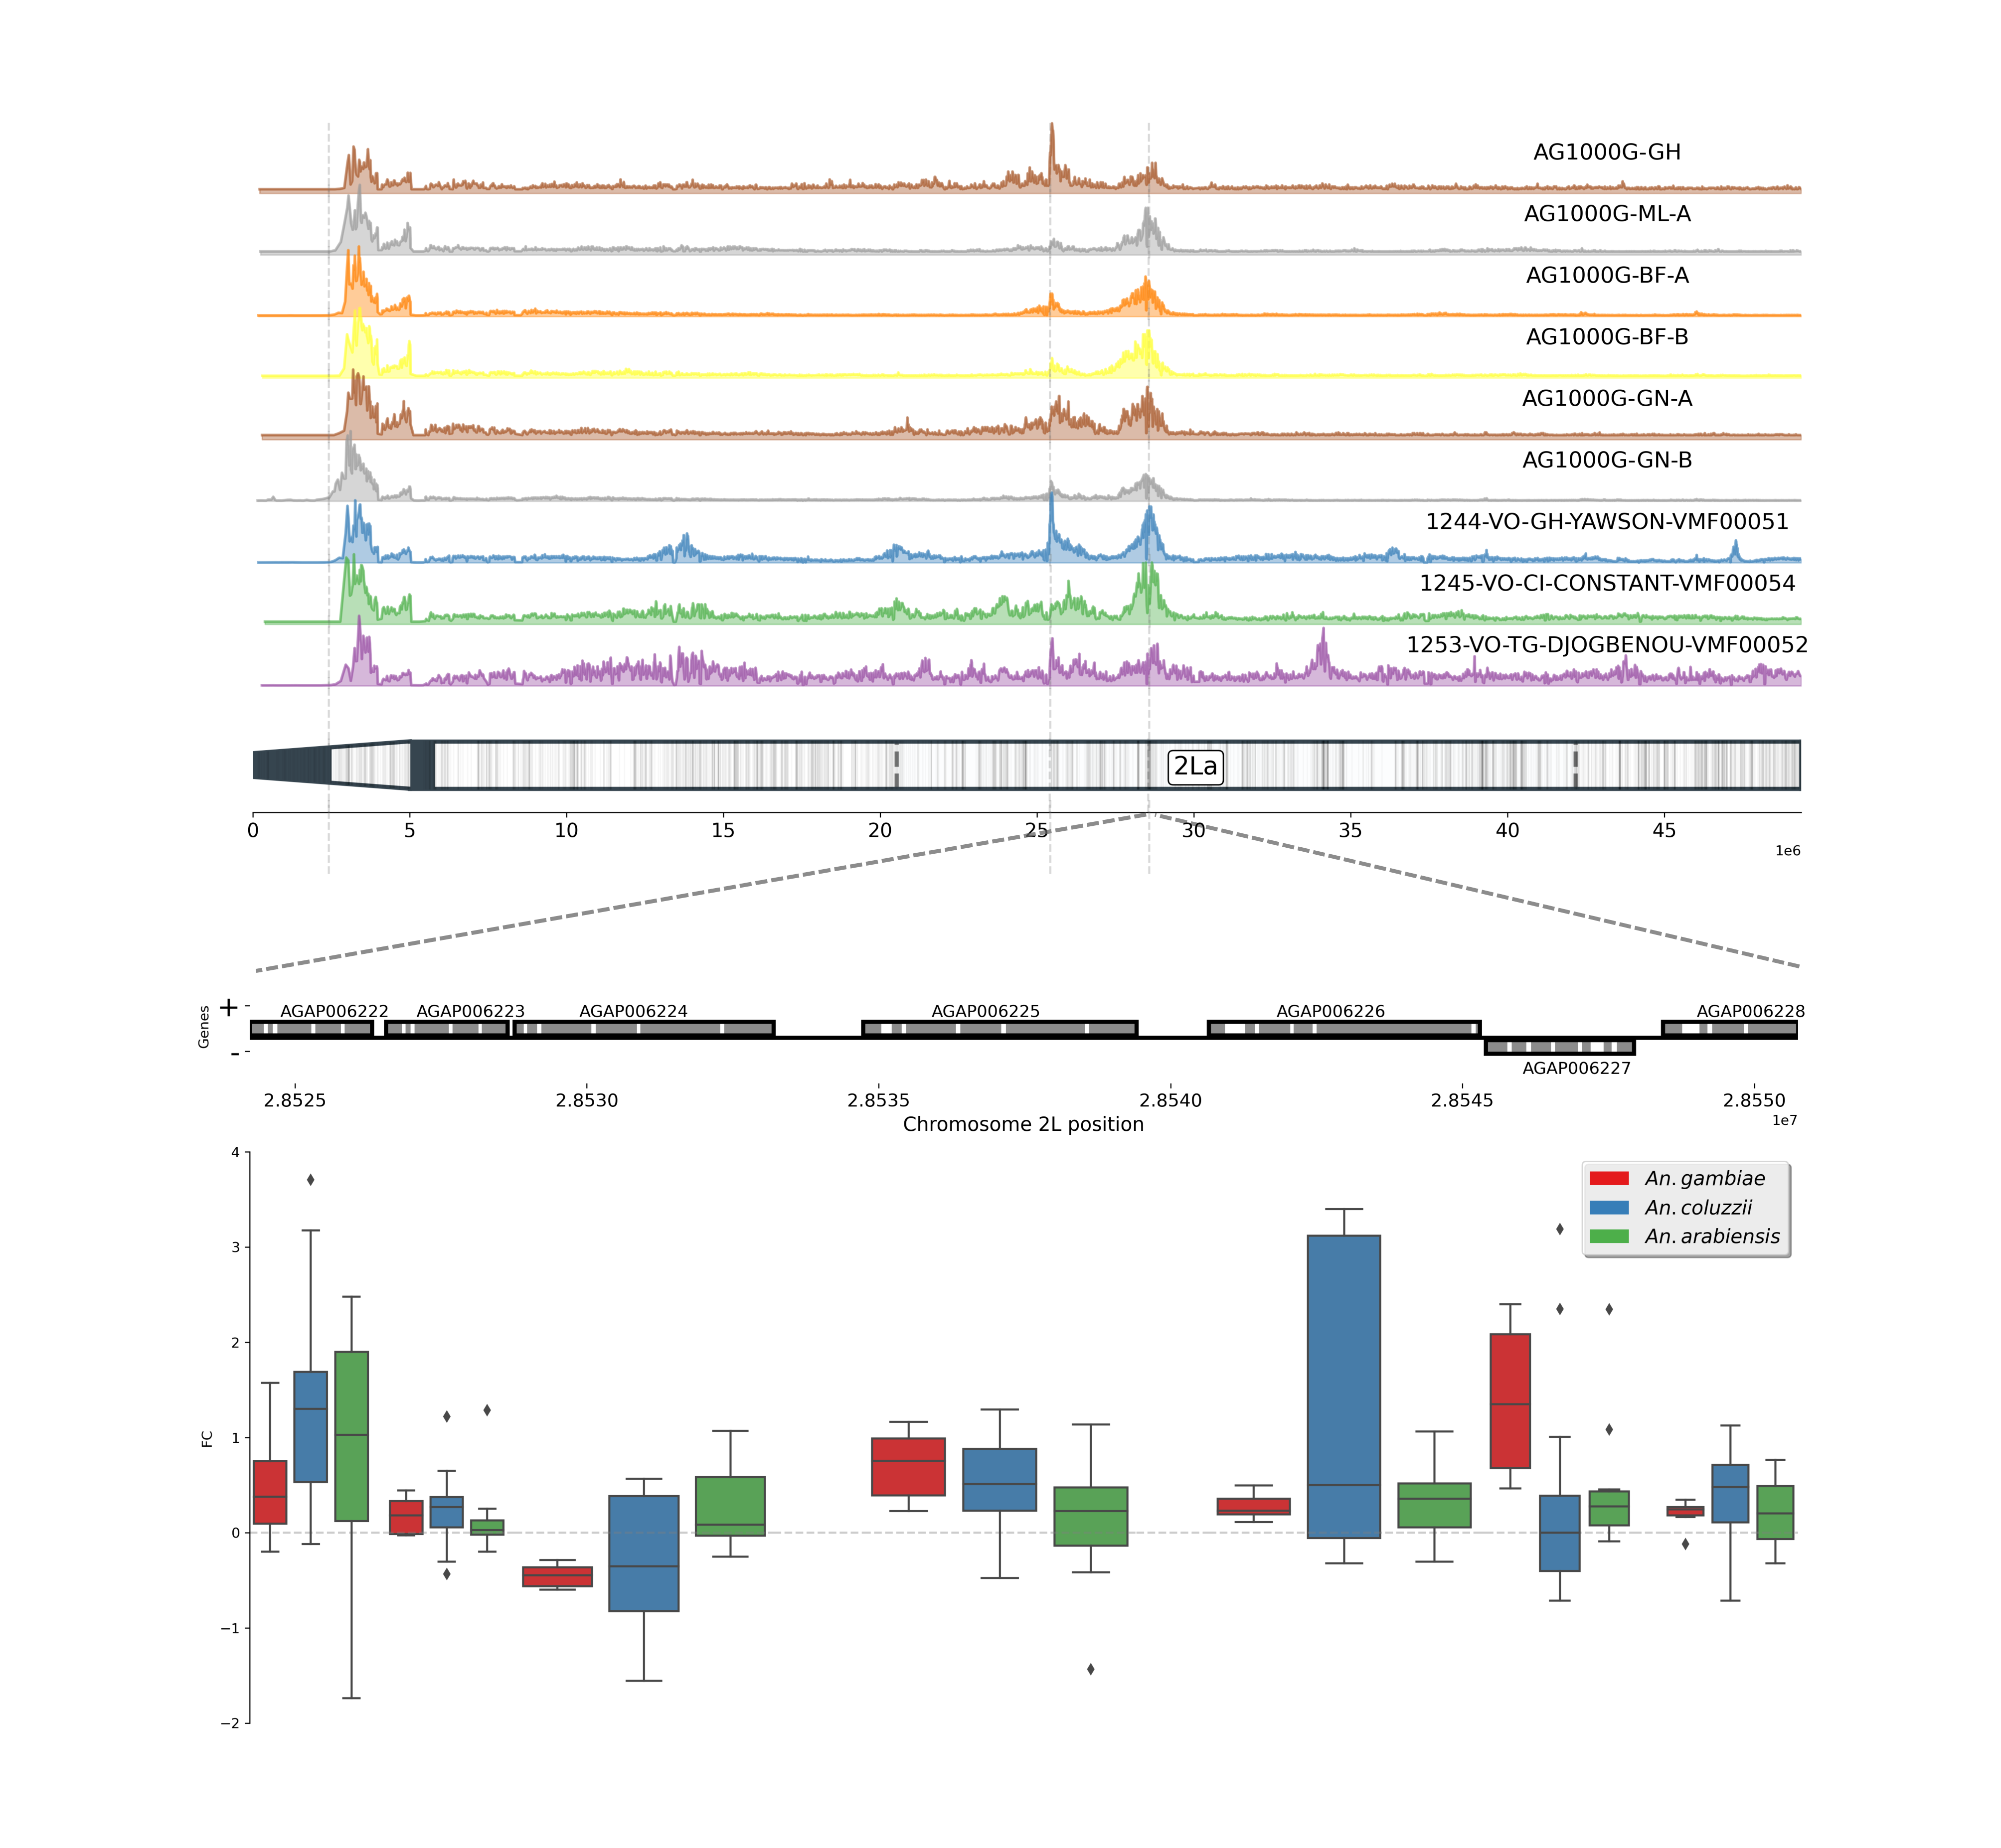 AG1000G-GH
AG1000G-ML-A
AG1000G-BF-A
AG1000G-BF-B
AG1000G-GN-A
AG1000G-GN-B
1244-VO-GH-YAWSON-VMF00051
1245-VO-CI-CONSTANT-VMF00054
1253-VO-TG-DJOGBENOU-VMF00052
2La
0 5 10 15 20 25 30 35 40 45
1e6
Genes
+
-
AGAP006222 AGAP006223 AGAP006224 AGAP006225 AGAP006226 AGAP006228
AGAP006227
2.8525 2.8530 2.8535 2.8540 2.8545 2.8550
1e7
Chromosome 2L position
An. gambiae
An. coluzzii
An. arabiensis
FC
4
3
2
1
0
−1
−2